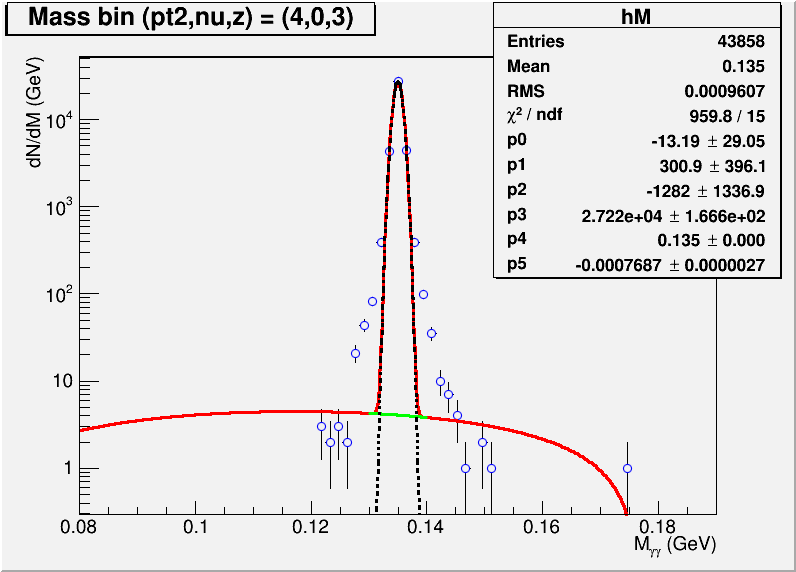 Mass bin (pt2,nu,z) = (4,0,3)
hM
Entries 43858
Mean 0.135
RMS 0.0009607
χ² / ndf 959.8 / 15
p0 -13.19 ± 29.05
p1 300.9 ± 396.1
p2 -1282 ± 1336.9
p3 2.722e+04 ± 1.666e+02
p4 0.135 ± 0.000
p5 -0.0007687 ± 0.0000027
dN/dM (GeV)
10⁴
10³
10²
10
1
0.08 0.1 0.12 0.14 0.16 0.18
Mγγ (GeV)